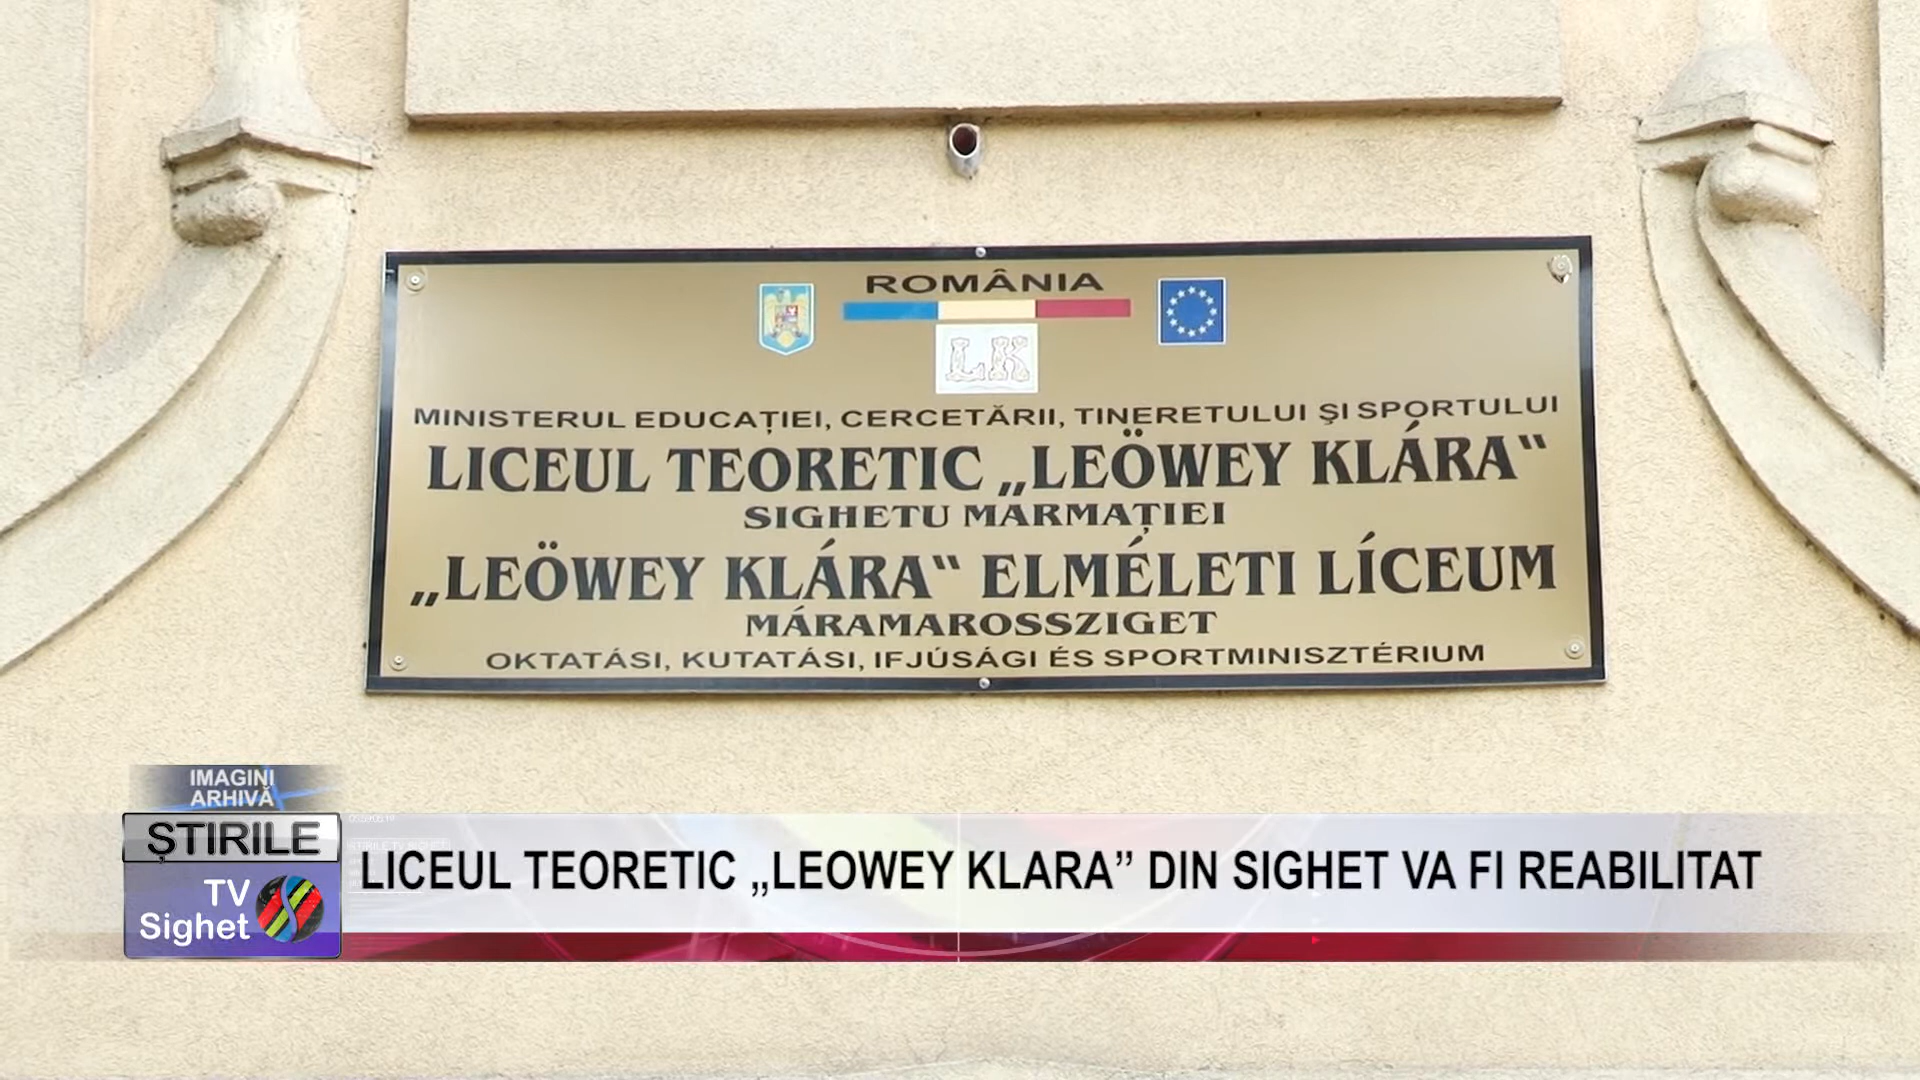 ROMÂNIA
LK
MINISTERUL EDUCAȚIEI, CERCETĂRII, TINERETULUI ȘI SPORTULUI
LICEUL TEORETIC „LEÖWEY KLÁRA“
SIGHETU MARMAȚIEI
„LEÖWEY KLÁRA“ ELMÉLETI LÍCEUM
MÁRAMAROSSZIGET
OKTATÁSI, KUTATÁSI, IFJÚSÁGI ÉS SPORTMINISZTÉRIUM
IMAGINI
ARHIVĂ
ȘTIRILE
TV
Sighet
LICEUL TEORETIC „LEOWEY KLARA” DIN SIGHET VA FI REABILITAT